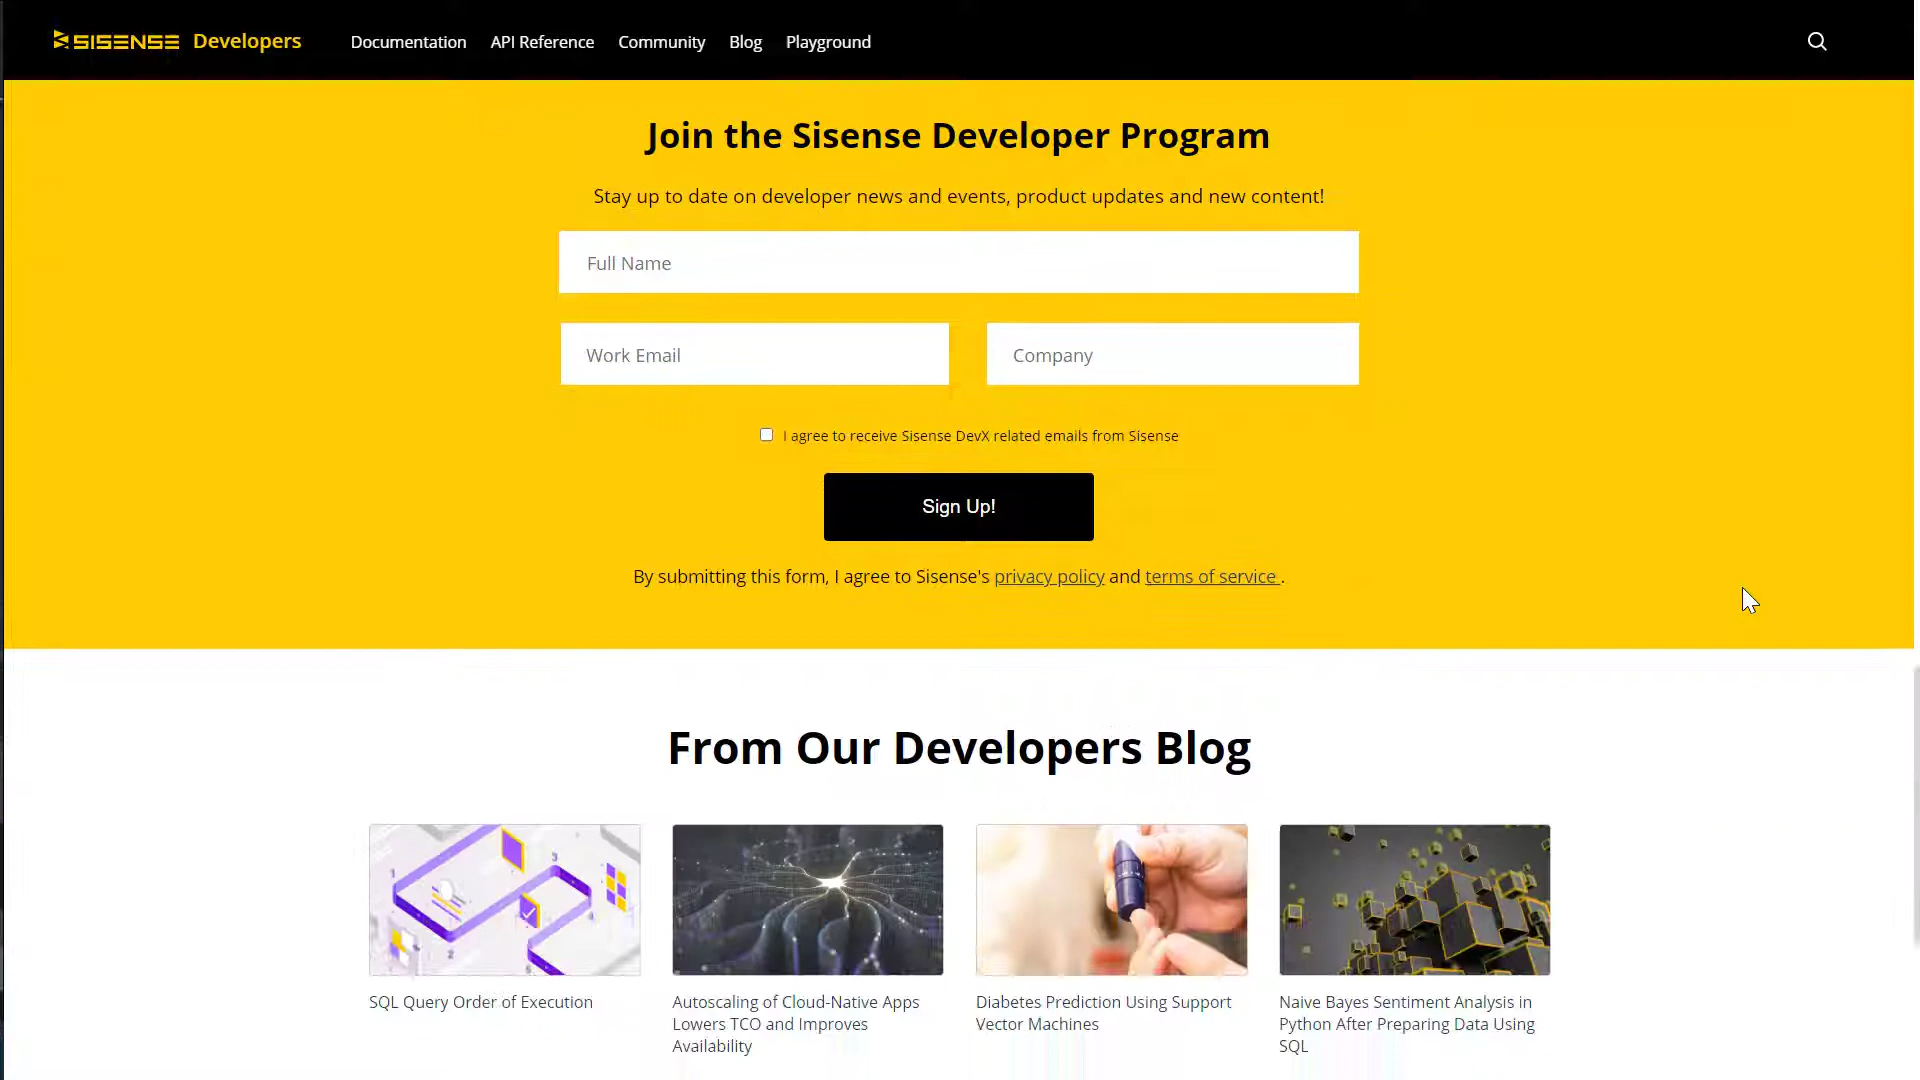 SISENSE Developers Documentation API Reference Community Blog Playground
Join the Sisense Developer Program
Stay up to date on developer news and events, product updates and new content!
Full Name
Work Email
Company
I agree to receive Sisense DevX related emails from Sisense
Sign Up!
By submitting this form, I agree to Sisense's privacy policy and terms of service .
From Our Developers Blog
1
2
3
SQL Query Order of Execution
Autoscaling of Cloud-Native Apps
Lowers TCO and Improves
Availability
Diabetes Prediction Using Support
Vector Machines
Naive Bayes Sentiment Analysis in
Python After Preparing Data Using
SQL